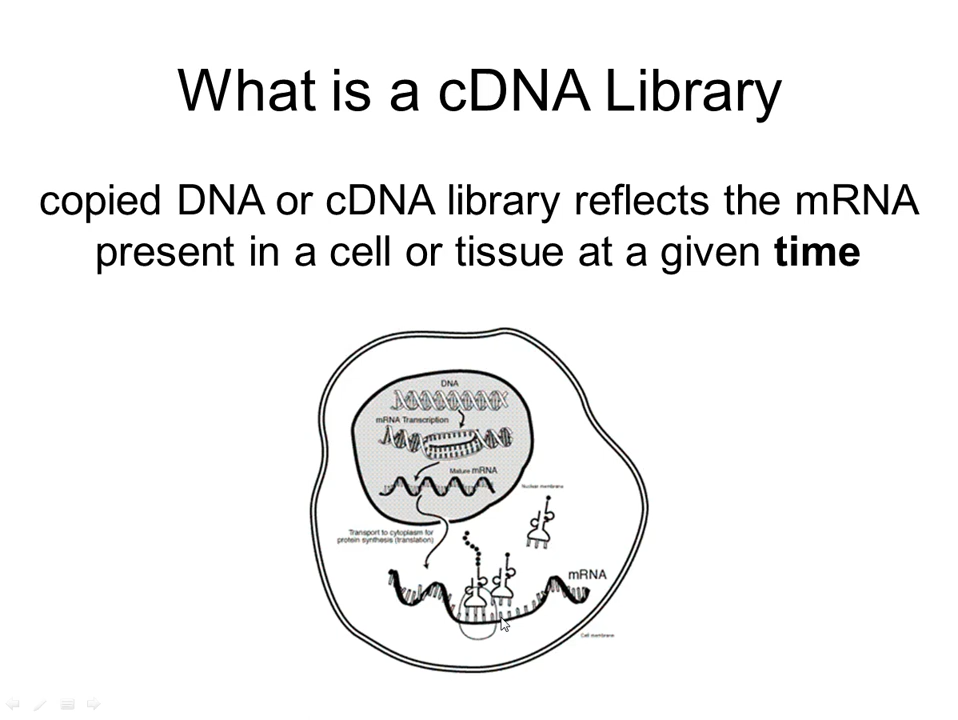 What is a cDNA Library
copied DNA or cDNA library reflects the mRNA
present in a cell or tissue at a given time
DNA
mRNA Transcription
Mature mRNA
Nuclear membrane
Transport to cytoplasm for
protein synthesis (translation)
mRNA
Cell membrane